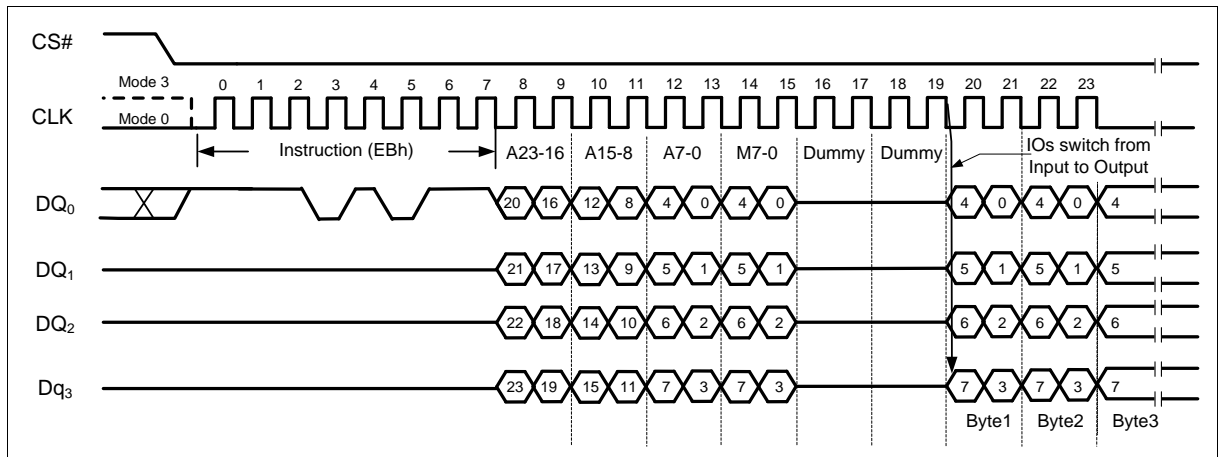 CS#
Mode 3
0 1 2 3 4 5 6 7 8 9 10 11 12 13 14 15 16 17 18 19 20 21 22 23
CLK
Mode 0
Instruction (EBh)
A23-16 A15-8 A7-0 M7-0 Dummy Dummy
IOs switch from
Input to Output
DQ0 20 16 12 8 4 0 4 0 4 0 4 0 4
DQ1 21 17 13 9 5 1 5 1 5 1 5 1 5
DQ2 22 18 14 10 6 2 6 2 6 2 6 2 6
Dq3 23 19 15 11 7 3 7 3 7 3 7 3 7
Byte1 Byte2 Byte3